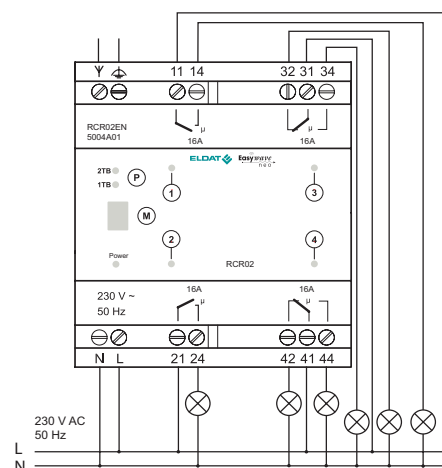 11 14 32 31 34
RCR02EN
5004A01
µ
16A
µ
16A
ELDAT Easywave
neo
2TB
1TB
P
M
1
3
2
4
Power
RCR02
230 V ~
50 Hz
16A
µ
16A
µ
N L 21 24 42 41 44
230 V AC
50 Hz
L
N